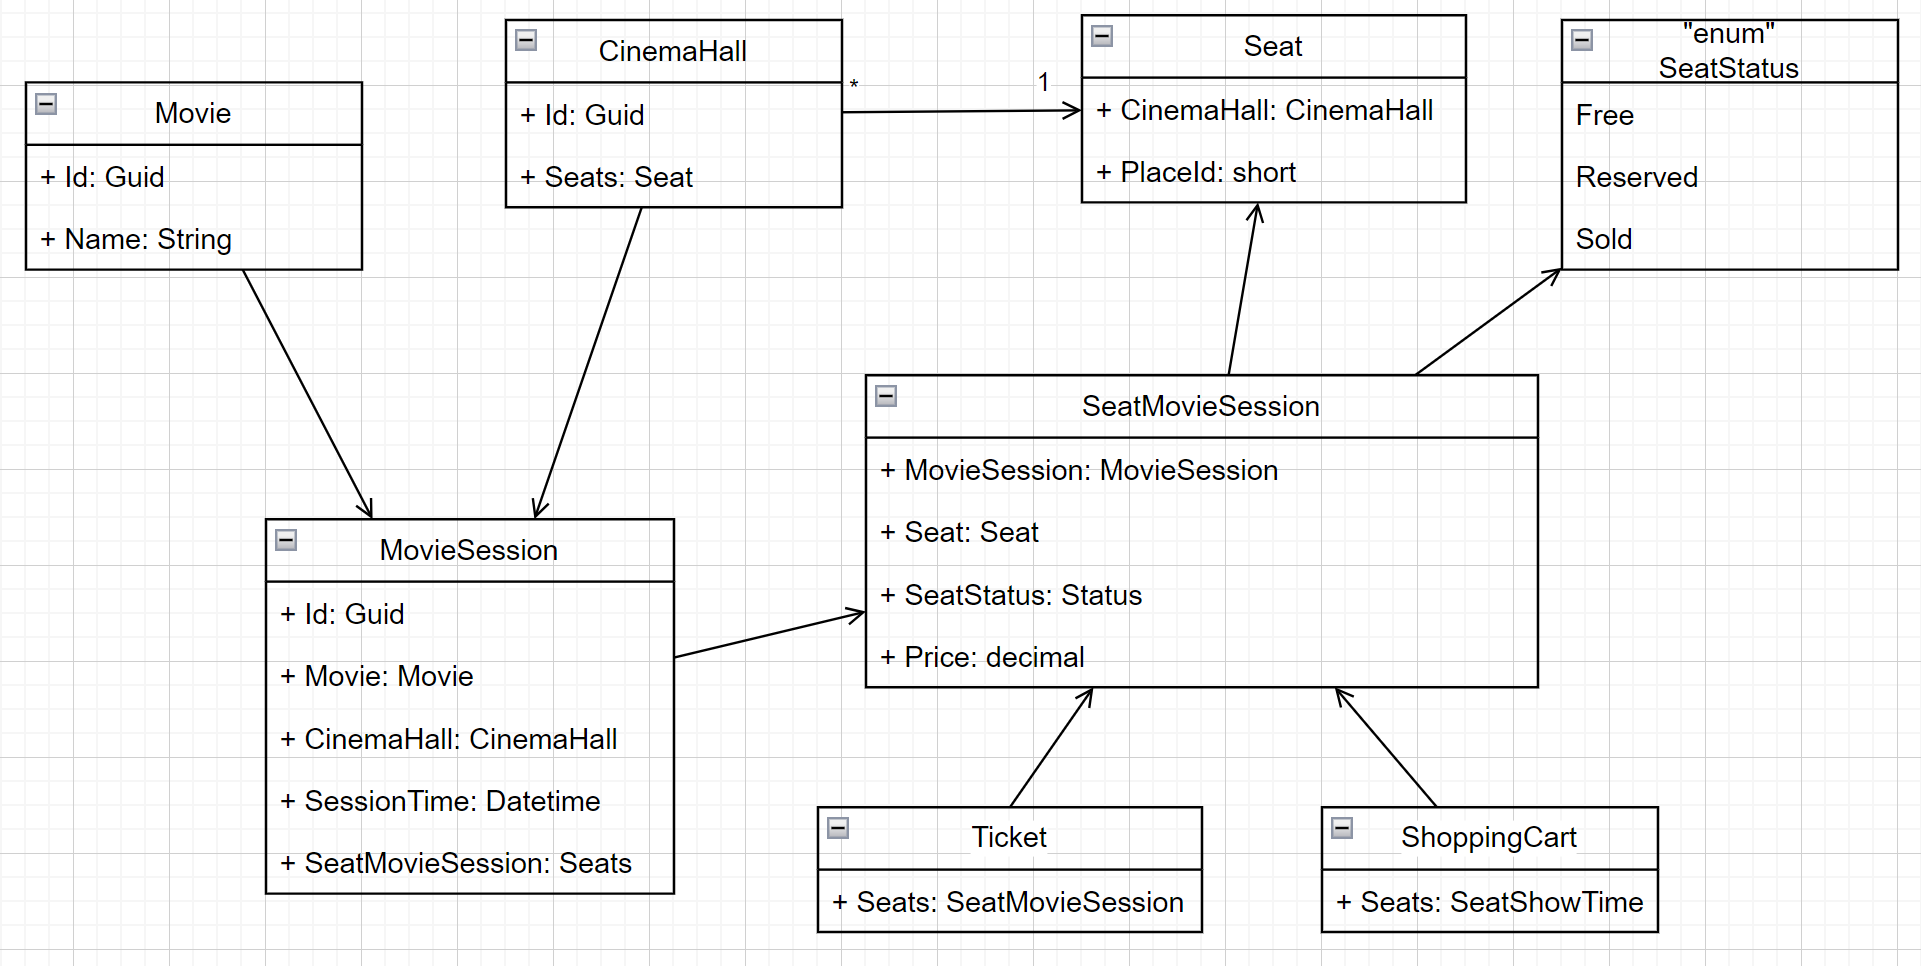 Movie
+ Id: Guid
+ Name: String
CinemaHall
+ Id: Guid
+ Seats: Seat
*
1
Seat
+ CinemaHall: CinemaHall
+ PlaceId: short
"enum"
SeatStatus
Free
Reserved
Sold
MovieSession
+ Id: Guid
+ Movie: Movie
+ CinemaHall: CinemaHall
+ SessionTime: Datetime
+ SeatMovieSession: Seats
SeatMovieSession
+ MovieSession: MovieSession
+ Seat: Seat
+ SeatStatus: Status
+ Price: decimal
Ticket
+ Seats: SeatMovieSession
ShoppingCart
+ Seats: SeatShowTime